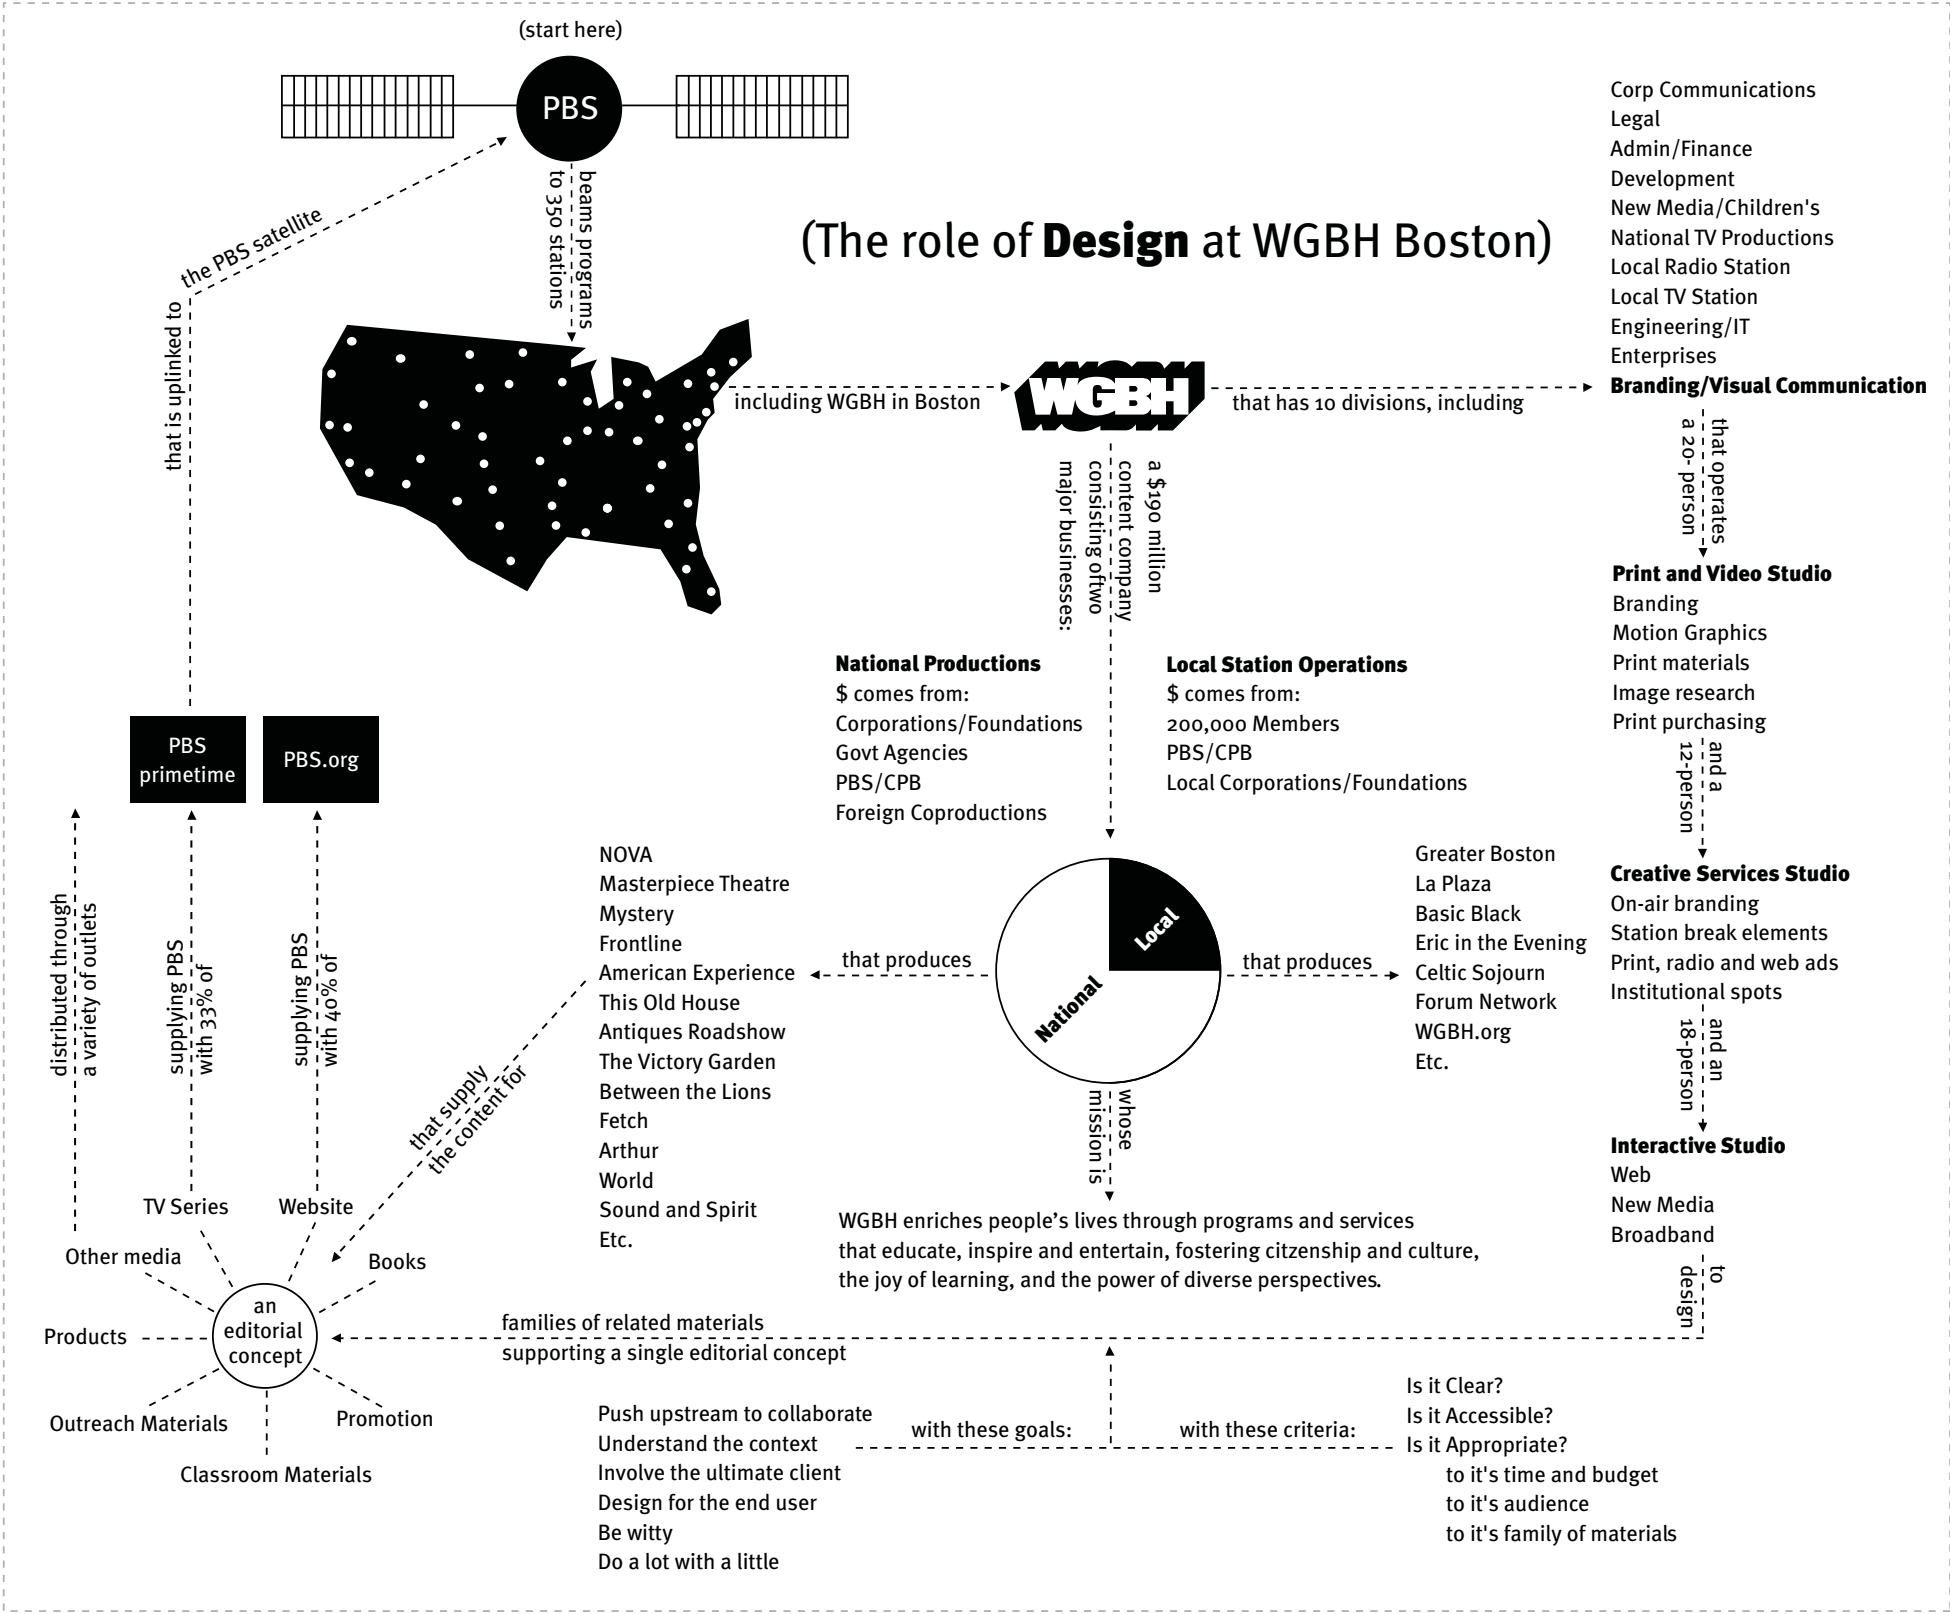 (start here)
PBS
beams programs
to 350 stations
the PBS satellite
that is uplinked to
(The role of Design at WGBH Boston)
including WGBH in Boston
WGBH
that has 10 divisions, including
Corp Communications
Legal
Admin/Finance
Development
New Media/Children's
National TV Productions
Local Radio Station
Local TV Station
Engineering/IT
Enterprises
Branding/Visual Communication
that operates
a 20- person
Print and Video Studio
Branding
Motion Graphics
Print materials
Image research
Print purchasing
and a
12-person
Creative Services Studio
On-air branding
Station break elements
Print, radio and web ads
Institutional spots
and an
18-person
Interactive Studio
Web
New Media
Broadband
to
design
a $190 million
content company
consisting oftwo
major businesses:
National Productions
$ comes from:
Corporations/Foundations
Govt Agencies
PBS/CPB
Foreign Coproductions
Local Station Operations
$ comes from:
200,000 Members
PBS/CPB
Local Corporations/Foundations
Local
National
that produces
that produces
Greater Boston
La Plaza
Basic Black
Eric in the Evening
Celtic Sojourn
Forum Network
WGBH.org
Etc.
NOVA
Masterpiece Theatre
Mystery
Frontline
American Experience
This Old House
Antiques Roadshow
The Victory Garden
Between the Lions
Fetch
Arthur
World
Sound and Spirit
Etc.
whose
mission is
WGBH enriches people’s lives through programs and services
that educate, inspire and entertain, fostering citzenship and culture,
the joy of learning, and the power of diverse perspectives.
that supply
the content for
families of related materials
supporting a single editorial concept
Push upstream to collaborate
Understand the context
Involve the ultimate client
Design for the end user
Be witty
Do a lot with a little
with these goals:
with these criteria:
Is it Clear?
Is it Accessible?
Is it Appropriate?
to it's time and budget
to it's audience
to it's family of materials
an
editorial
concept
TV Series
Website
Books
Other media
Products
Outreach Materials
Classroom Materials
Promotion
distributed through
a variety of outlets
supplying PBS
with 33% of
supplying PBS
with 40% of
PBS
primetime
PBS.org